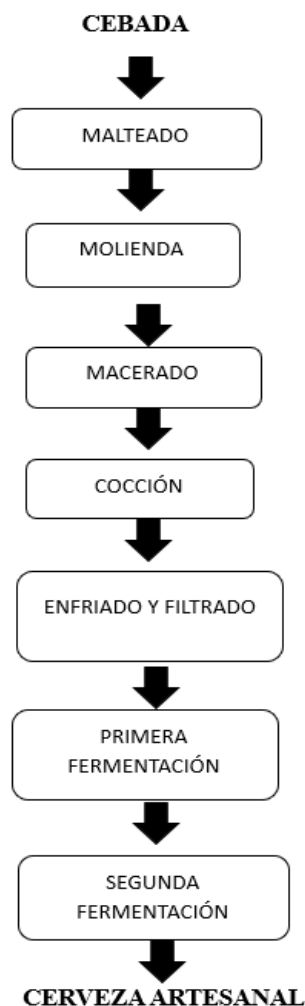 CEBADA
MALTEADO
MOLIENDA
MACERADO
COCCIÓN
ENFRIADO Y FILTRADO
PRIMERA
FERMENTACIÓN
SEGUNDA
FERMENTACIÓN
CERVEZA ARTESANAL